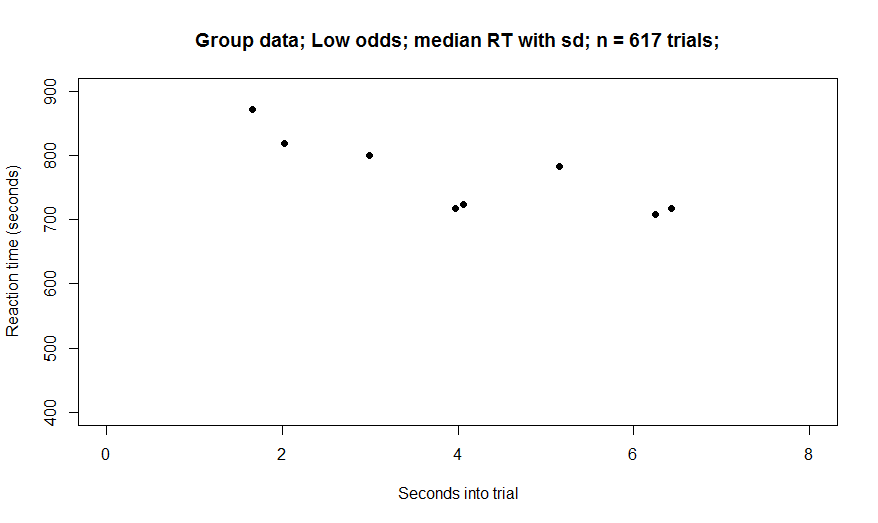 Group data; Low odds; median RT with sd; n = 617 trials;
Reaction time (seconds)
900
800
700
600
500
400
0 2 4 6 8
Seconds into trial